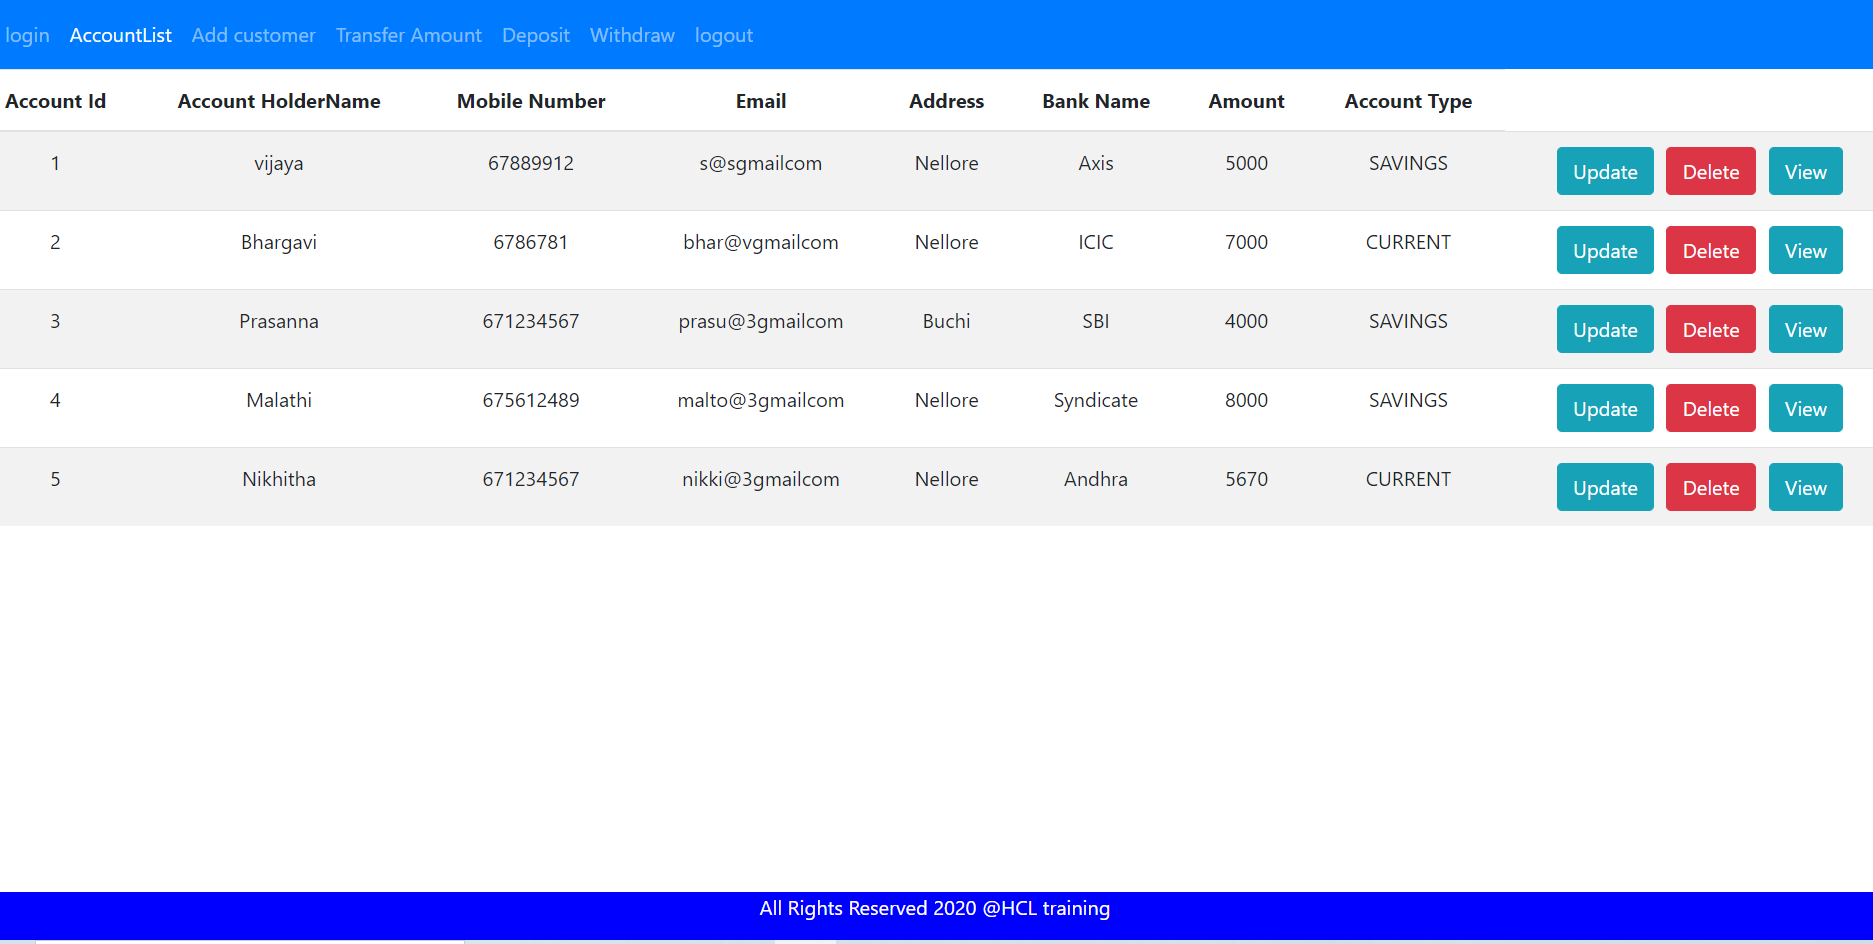 login AccountList Add customer Transfer Amount Deposit Withdraw logout
Account Id Account HolderName Mobile Number Email Address Bank Name Amount Account Type
1 vijaya 67889912 s@sgmailcom Nellore Axis 5000 SAVINGS Update Delete View
2 Bhargavi 6786781 bhar@vgmailcom Nellore ICIC 7000 CURRENT Update Delete View
3 Prasanna 671234567 prasu@3gmailcom Buchi SBI 4000 SAVINGS Update Delete View
4 Malathi 675612489 malto@3gmailcom Nellore Syndicate 8000 SAVINGS Update Delete View
5 Nikhitha 671234567 nikki@3gmailcom Nellore Andhra 5670 CURRENT Update Delete View
All Rights Reserved 2020 @HCL training